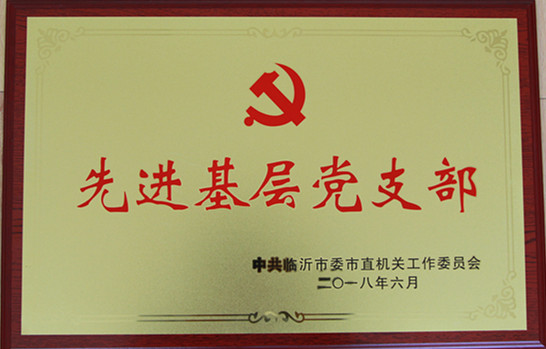 先进基层党支部
中共临沂市委市直机关工作委员会
二〇一八年六月